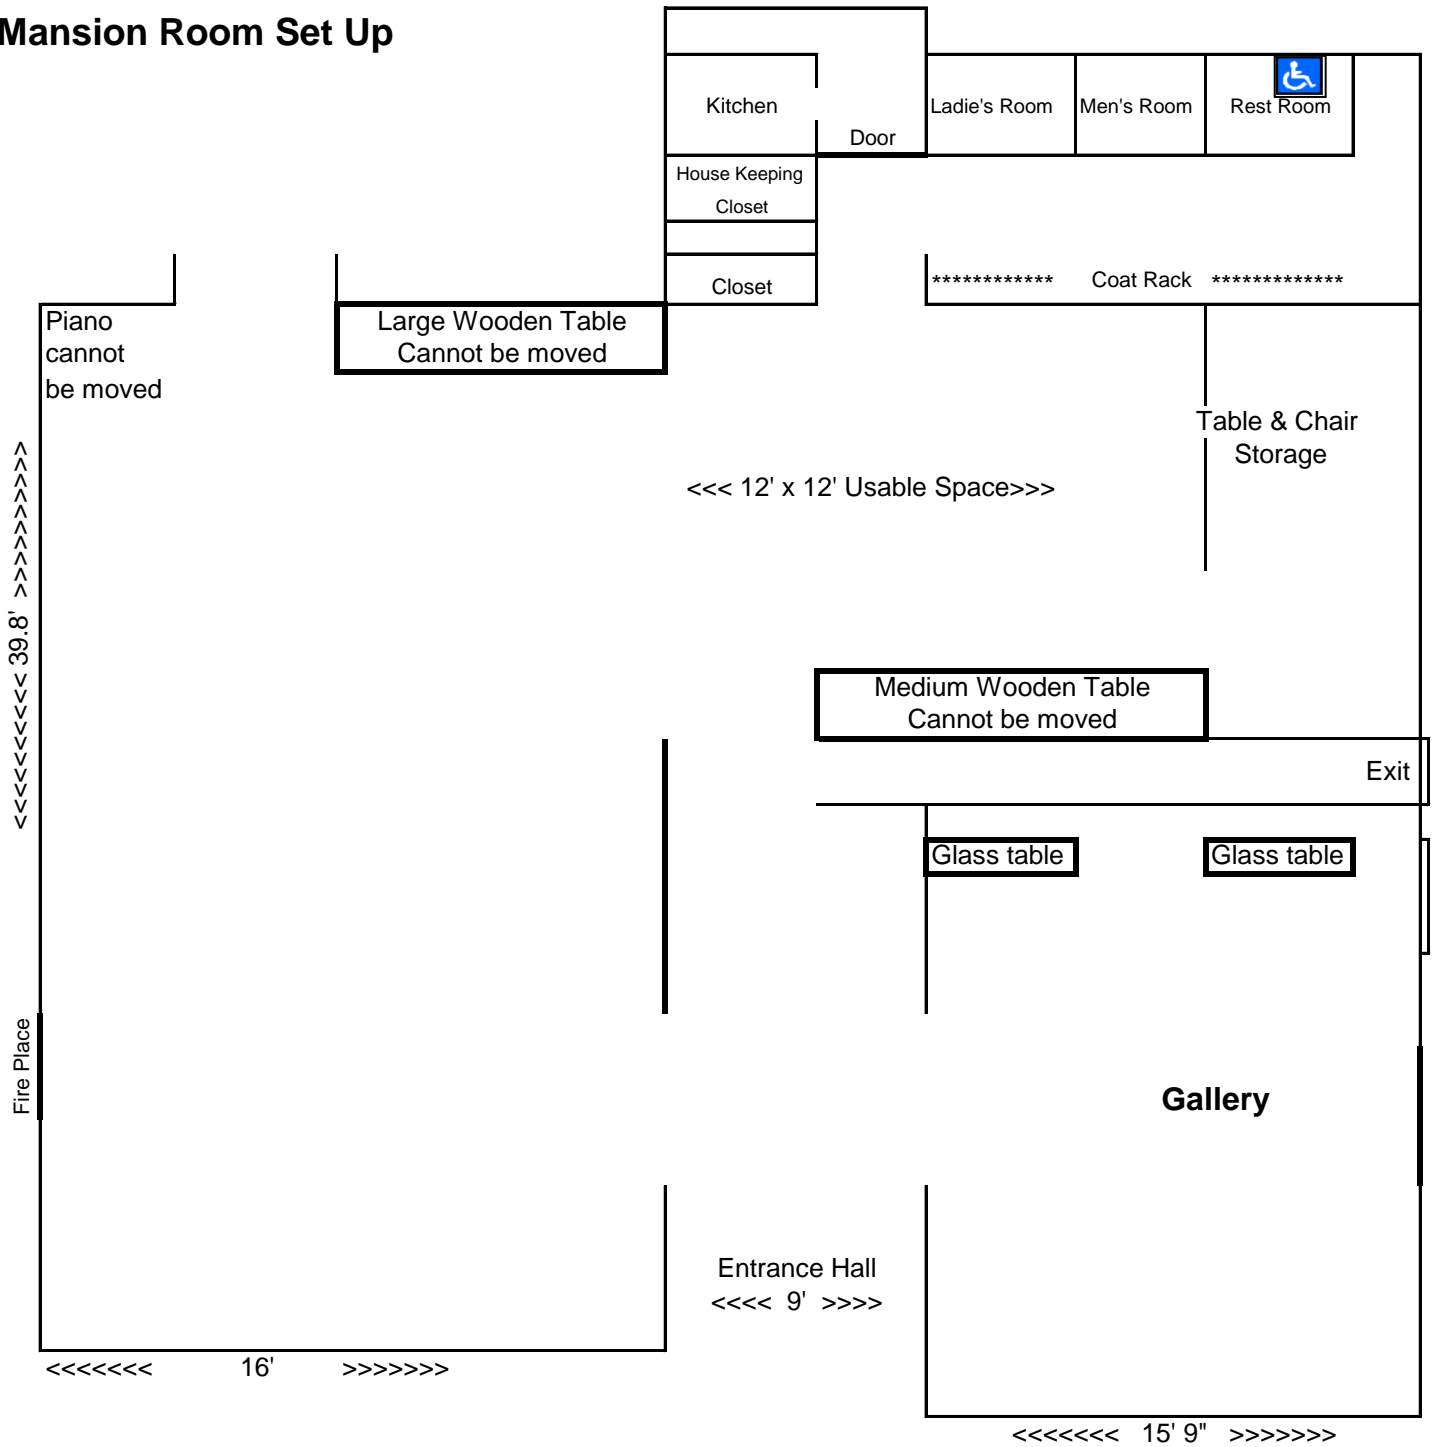 Mansion Room Set Up
Kitchen
Ladie's Room
Men's Room
Rest Room
Door
House Keeping
Closet
Closet
************ Coat Rack *************
Piano
cannot
be moved
Large Wooden Table
Cannot be moved
Table & Chair
Storage
<<< 12' x 12' Usable Space>>>
<<<<<<<<<<< 39.8' >>>>>>>>>>>
Medium Wooden Table
Cannot be moved
Exit
Glass table
Glass table
Fire Place
Gallery
Entrance Hall
<<<< 9' >>>>
<<<<<<< 16' >>>>>>>
<<<<<<< 15' 9" >>>>>>>